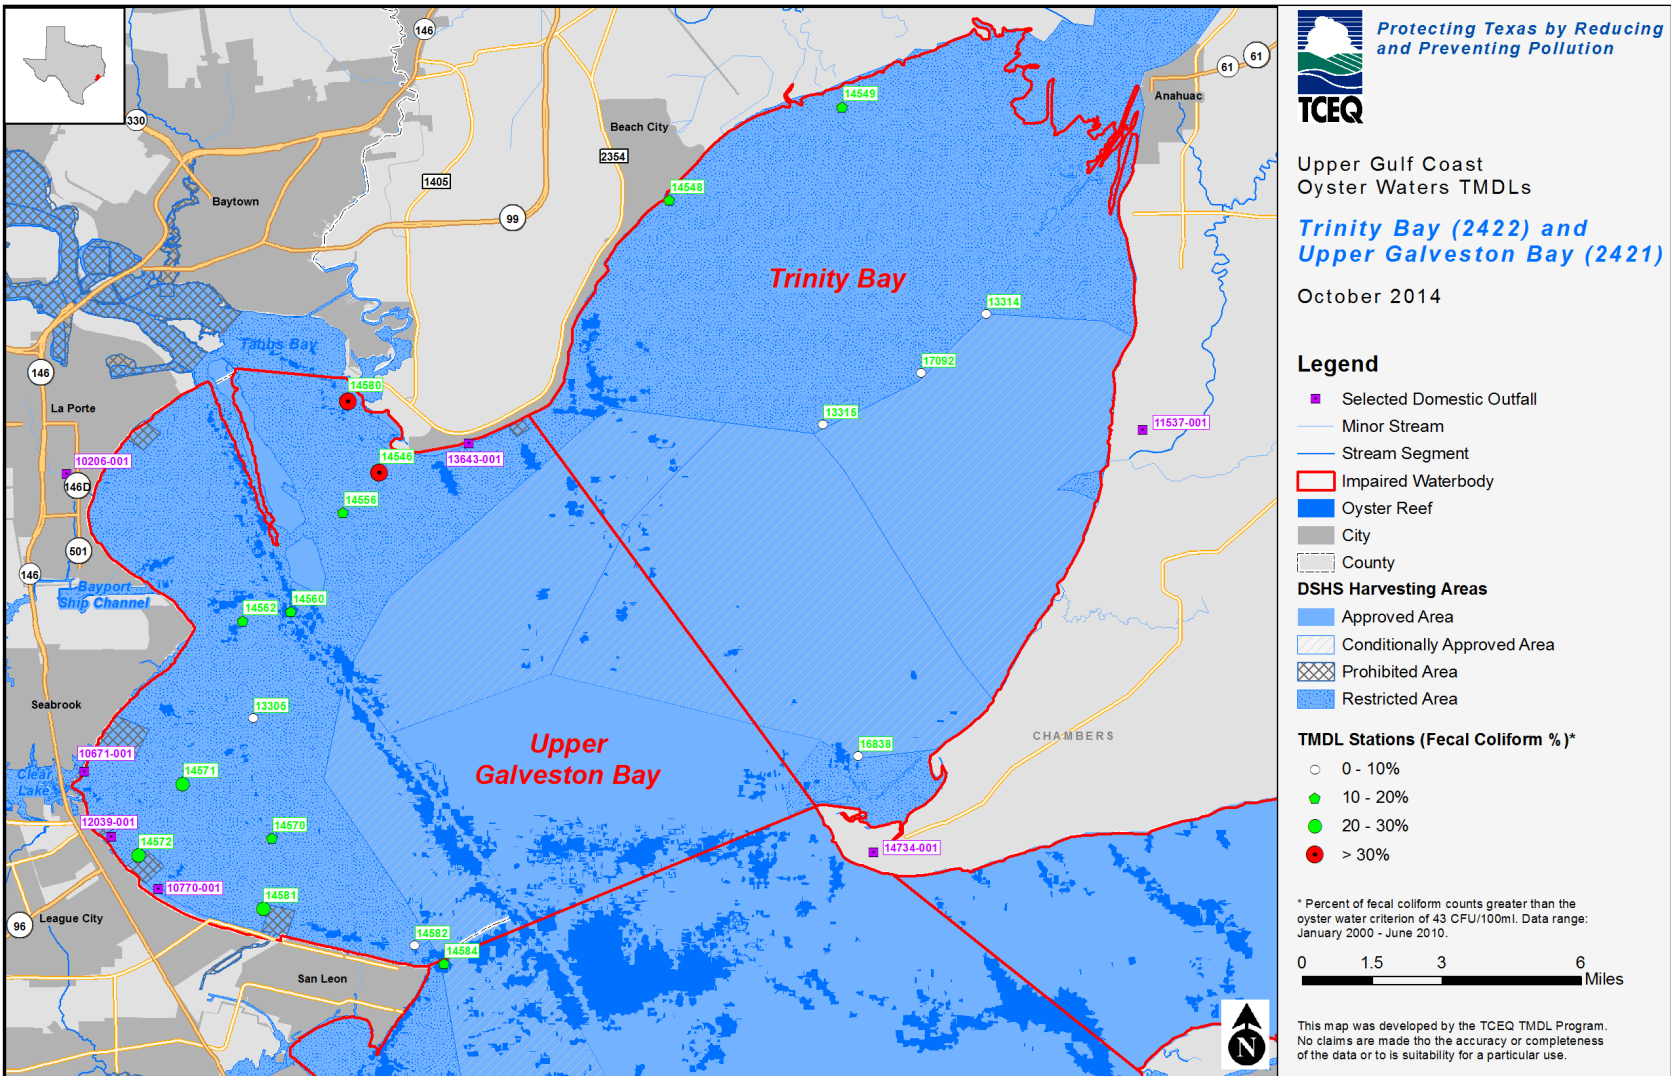 146
61
61
330
Anahuac
14549
Beach City
2354
1405
14548
Baytown
99
Trinity Bay
13314
Tabbs Bay
17092
146
14580
La Porte
13315
11537-001
14546
13643-001
10206-001
146D
14556
501
146
Bayport
Ship Channel
14560
14562
Seabrook
13305
CHAMBERS
16838
Upper
Galveston Bay
10671-001
Clear
Lake
14571
12039-001
14570
14572
14734-001
10770-001
14581
League City
96
14582
14584
San Leon
N
TCEQ
Protecting Texas by Reducing
and Preventing Pollution
Upper Gulf Coast
Oyster Waters TMDLs
Trinity Bay (2422) and
Upper Galveston Bay (2421)
October 2014
Legend
Selected Domestic Outfall
Minor Stream
Stream Segment
Impaired Waterbody
Oyster Reef
City
County
DSHS Harvesting Areas
Approved Area
Conditionally Approved Area
Prohibited Area
Restricted Area
TMDL Stations (Fecal Coliform %)*
0 - 10%
10 - 20%
20 - 30%
> 30%
* Percent of fecal coliform counts greater than the
oyster water criterion of 43 CFU/100ml. Data range:
January 2000 - June 2010.
0 1.5 3 6
Miles
This map was developed by the TCEQ TMDL Program.
No claims are made tho the accuracy or completeness
of the data or to is suitability for a particular use.